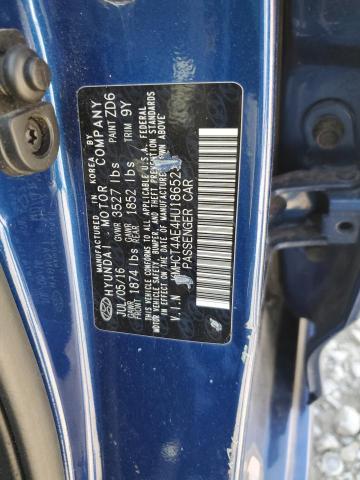 MANUFACTURED IN KOREA BY
HYUNDAI MOTOR COMPANY
JUL/05/16 GVWR 3527 lbs PAINT ZD6
GAWR FRONT 1874 lbs GAWR REAR 1852 lbs TRIM 9Y
THIS VEHICLE CONFORMS TO ALL APPLICABLE U.S.A. FEDERAL
MOTOR VEHICLE SAFETY, BUMPER, AND THEFT PREVENTION STANDARDS
IN EFFECT ON THE DATE OF MANUFACTURE SHOWN ABOVE
V.I.N : KMHCT4AE4HU186523
PASSENGER CAR